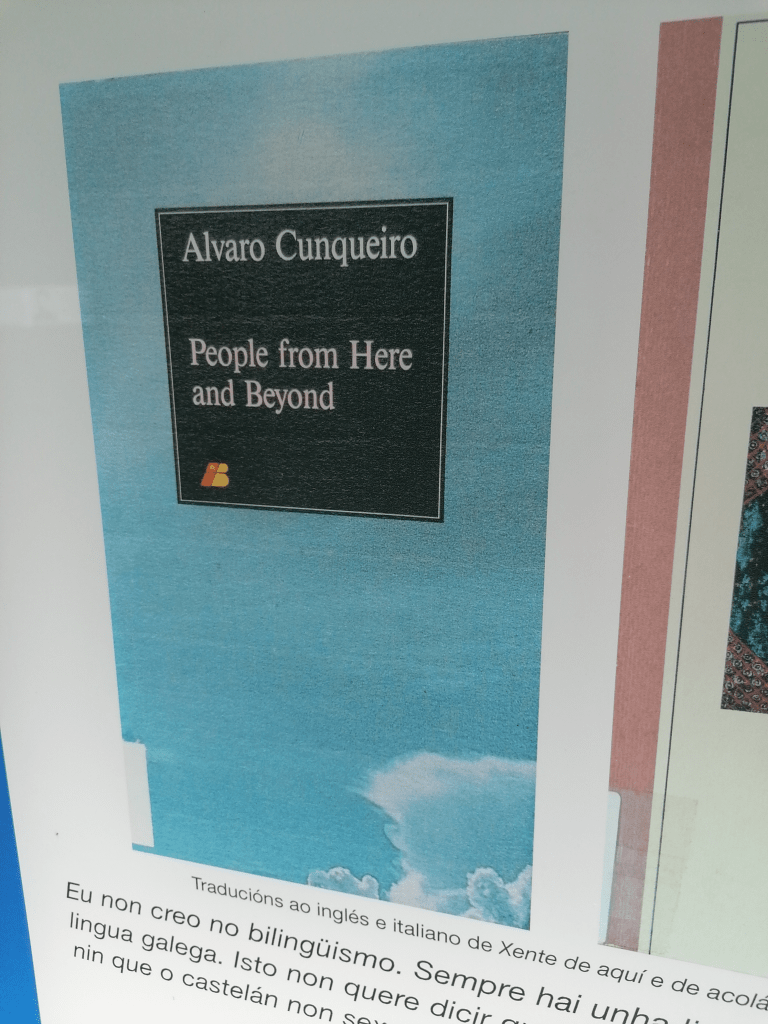 Alvaro Cunqueiro
People from Here
and Beyond
Traducións ao inglés e italiano de Xente de aquí e de acolá
Eu non creo no bilingüismo. Sempre hai unha
lingua galega. Isto non quere dicir
nin que o castelán non